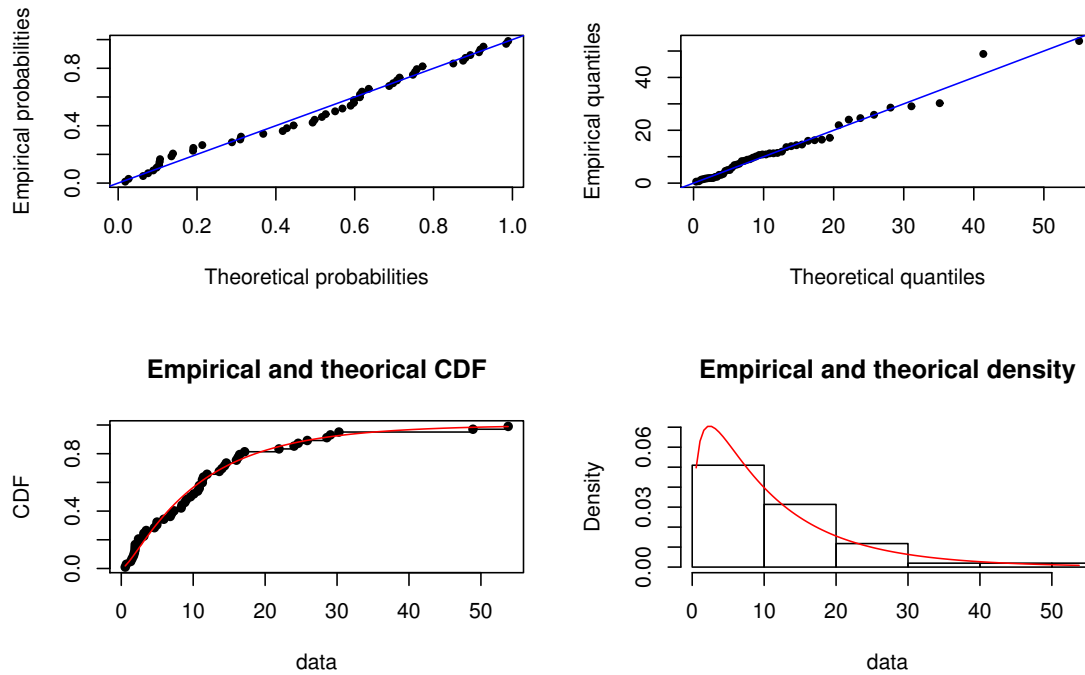 Empirical probabilities
0.0 0.4 0.8
0.0 0.2 0.4 0.6 0.8 1.0
Theoretical probabilities
Empirical quantiles
0 20 40
0 10 20 30 40 50
Theoretical quantiles
Empirical and theorical CDF
CDF
0.0 0.4 0.8
0 10 20 30 40 50
data
Empirical and theorical density
Density
0.00 0.03 0.06
0 10 20 30 40 50
data